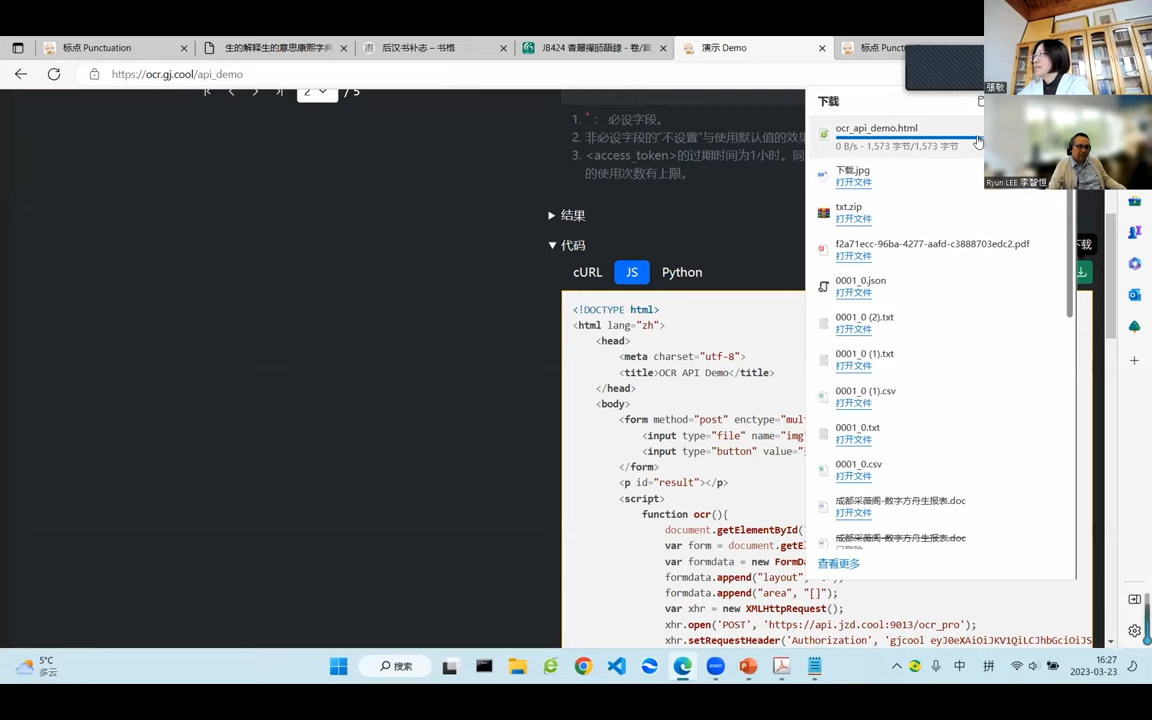 标点 Punctuation
生的解释生的意思康熙字典
后汉书补志 – 书格
JB424 香嚴禪師語錄 - 卷/篇
演示 Demo
标点 Punct
https://ocr.gj.cool/api_demo
張敬
Ryun LEE 李智恒
2
/ 5
1. * : 必设字段。
2. 非必设字段的"不设置"与使用默认值的效果
3. <access_token>的过期时间为1小时。同
的使用次数有上限。
结果
代码
cURL
JS
Python
<!DOCTYPE html>
<html lang="zh">
<head>
<meta charset="utf-8">
<title>OCR API Demo</title>
</head>
<body>
<form method="post" enctype="mul
<input type="file" name="img
<input type="button" value="
</form>
<p id="result"></p>
<script>
function ocr(){
document.getElementById(
var form = document.getE
var formdata = new FormD
formdata.append("layout",
formdata.append("area", "[]");
var xhr = new XMLHttpRequest();
xhr.open('POST', 'https://api.jzd.cool:9013/ocr_pro');
xhr.setRequestHeader('Authorization', 'gjcool eyJ0eXAiOiJKV1QiLCJhbGciOiJS
下载
ocr_api_demo.html
0 B/s - 1,573 字节/1,573 字节
下载.jpg
打开文件
txt.zip
打开文件
f2a71ecc-96ba-4277-aafd-c3888703edc2.pdf
打开文件
0001_0.json
打开文件
0001_0 (2).txt
打开文件
0001_0 (1).txt
打开文件
0001_0 (1).csv
打开文件
0001_0.txt
打开文件
0001_0.csv
打开文件
成都采薇阁-数字方舟生报表.doc
打开文件
成都采薇阁-数字方舟生报表.doc
查看更多
载
5°C
多云
搜索
中
拼
16:27
2023-03-23